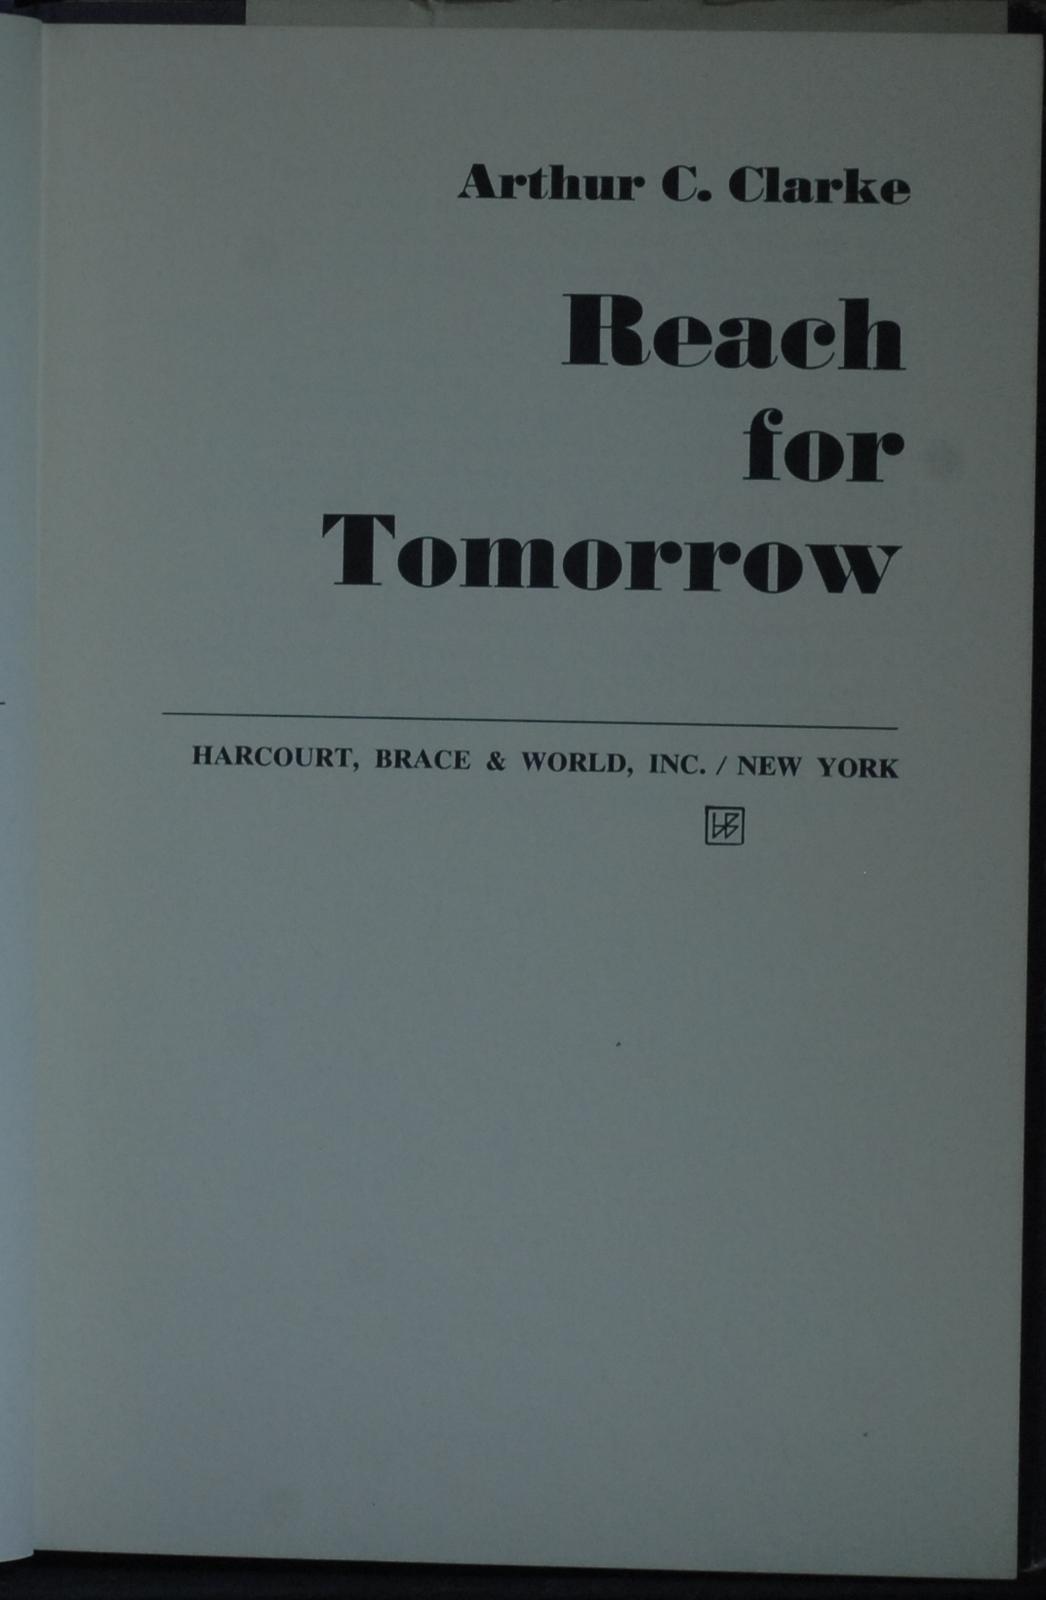 Arthur C. Clarke
Reach
for
Tomorrow
HARCOURT, BRACE & WORLD, INC. / NEW YORK